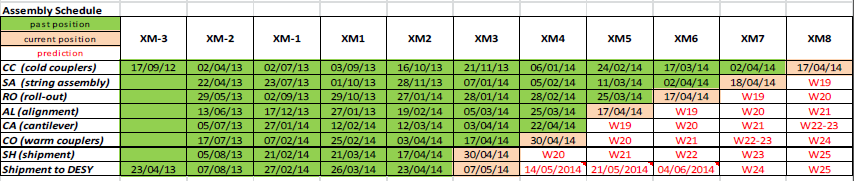 Assembly Schedule
past position
current position XM-3 XM-2 XM-1 XM1 XM2 XM3 XM4 XM5 XM6 XM7 XM8
prediction
CC (cold couplers) 17/09/12 02/04/13 02/07/13 03/09/13 16/10/13 21/11/13 06/01/14 24/02/14 17/03/14 02/04/14 17/04/14
SA (string assembly) 22/04/13 23/07/13 01/10/13 28/11/13 07/01/14 05/02/14 11/03/14 02/04/14 18/04/14 W19
RO (roll-out) 29/05/13 02/09/13 29/10/13 27/01/14 28/01/14 28/02/14 25/03/14 17/04/14 W19 W20
AL (alignment) 13/06/13 17/12/13 27/01/13 19/02/14 05/03/14 25/03/14 17/04/14 W19 W20 W21
CA (cantilever) 05/07/13 27/01/14 12/02/14 12/03/14 03/04/14 22/04/14 W19 W20 W21 W22-23
CO (warm couplers) 17/07/13 07/02/14 25/02/14 03/04/14 17/04/14 30/04/14 W20 W21 W22-23 W24
SH (shipment) 05/08/13 21/02/14 21/03/14 17/04/14 30/04/14 W20 W21 W22 W23 W25
Shipment to DESY 23/04/13 07/08/13 27/02/14 26/03/14 23/04/14 07/05/14 14/05/2014 21/05/2014 04/06/2014 W24 W25